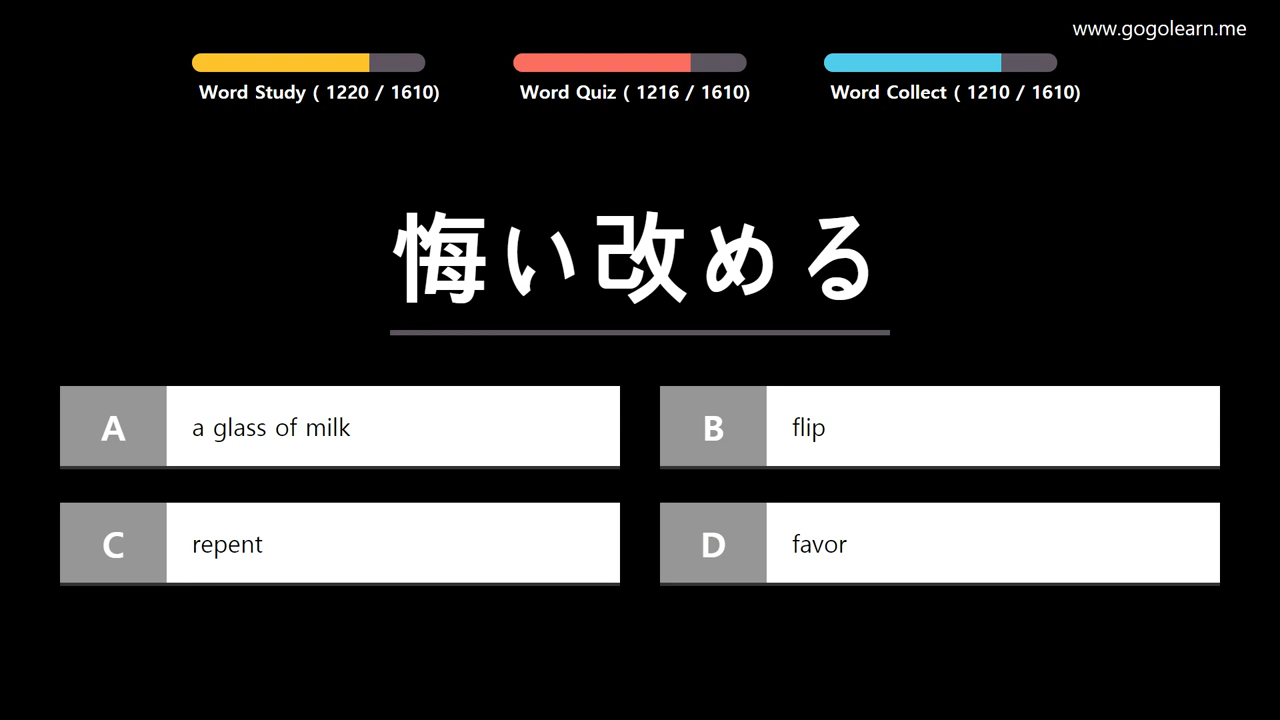 www.gogolearn.me
Word Study ( 1220 / 1610)
Word Quiz ( 1216 / 1610)
Word Collect ( 1210 / 1610)
悔い改める
A a glass of milk
B flip
C repent
D favor